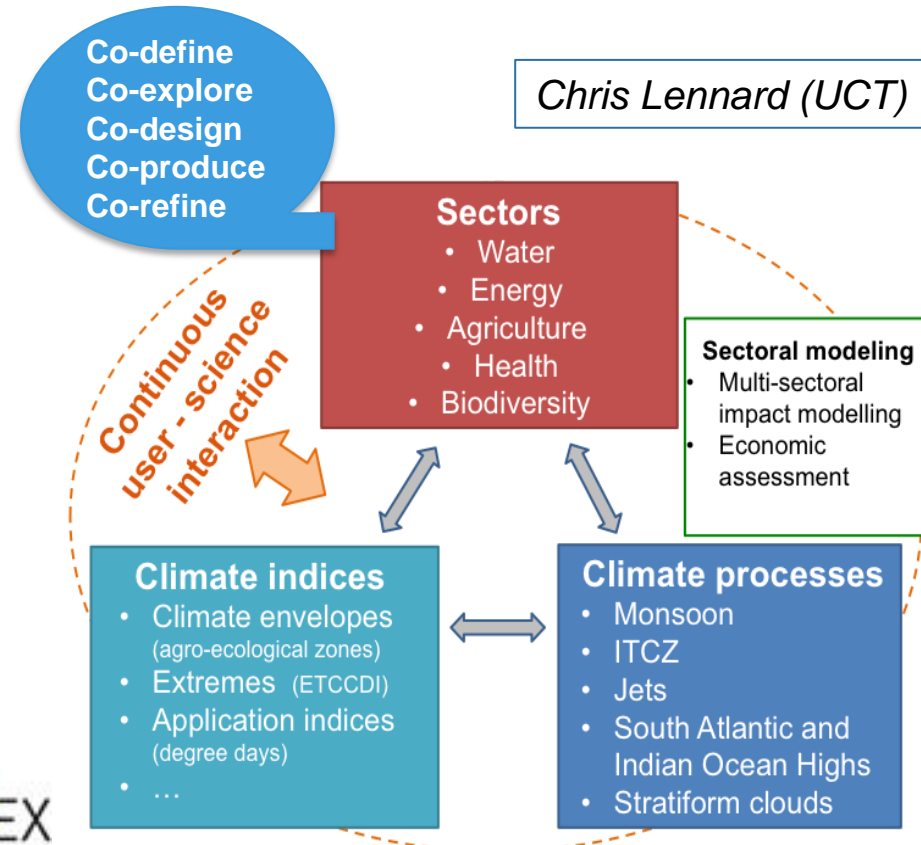 Co-define
Co-explore
Co-design
Co-produce
Co-refine
Chris Lennard (UCT)
Sectors
• Water
• Energy
• Agriculture
• Health
• Biodiversity
Continuous
user - science
interaction
Sectoral modeling
• Multi-sectoral
impact modelling
• Economic
assessment
Climate indices
• Climate envelopes
(agro-ecological zones)
• Extremes (ETCCDI)
• Application indices
(degree days)
• …
Climate processes
• Monsoon
• ITCZ
• Jets
• South Atlantic and
Indian Ocean Highs
• Stratiform clouds
EX